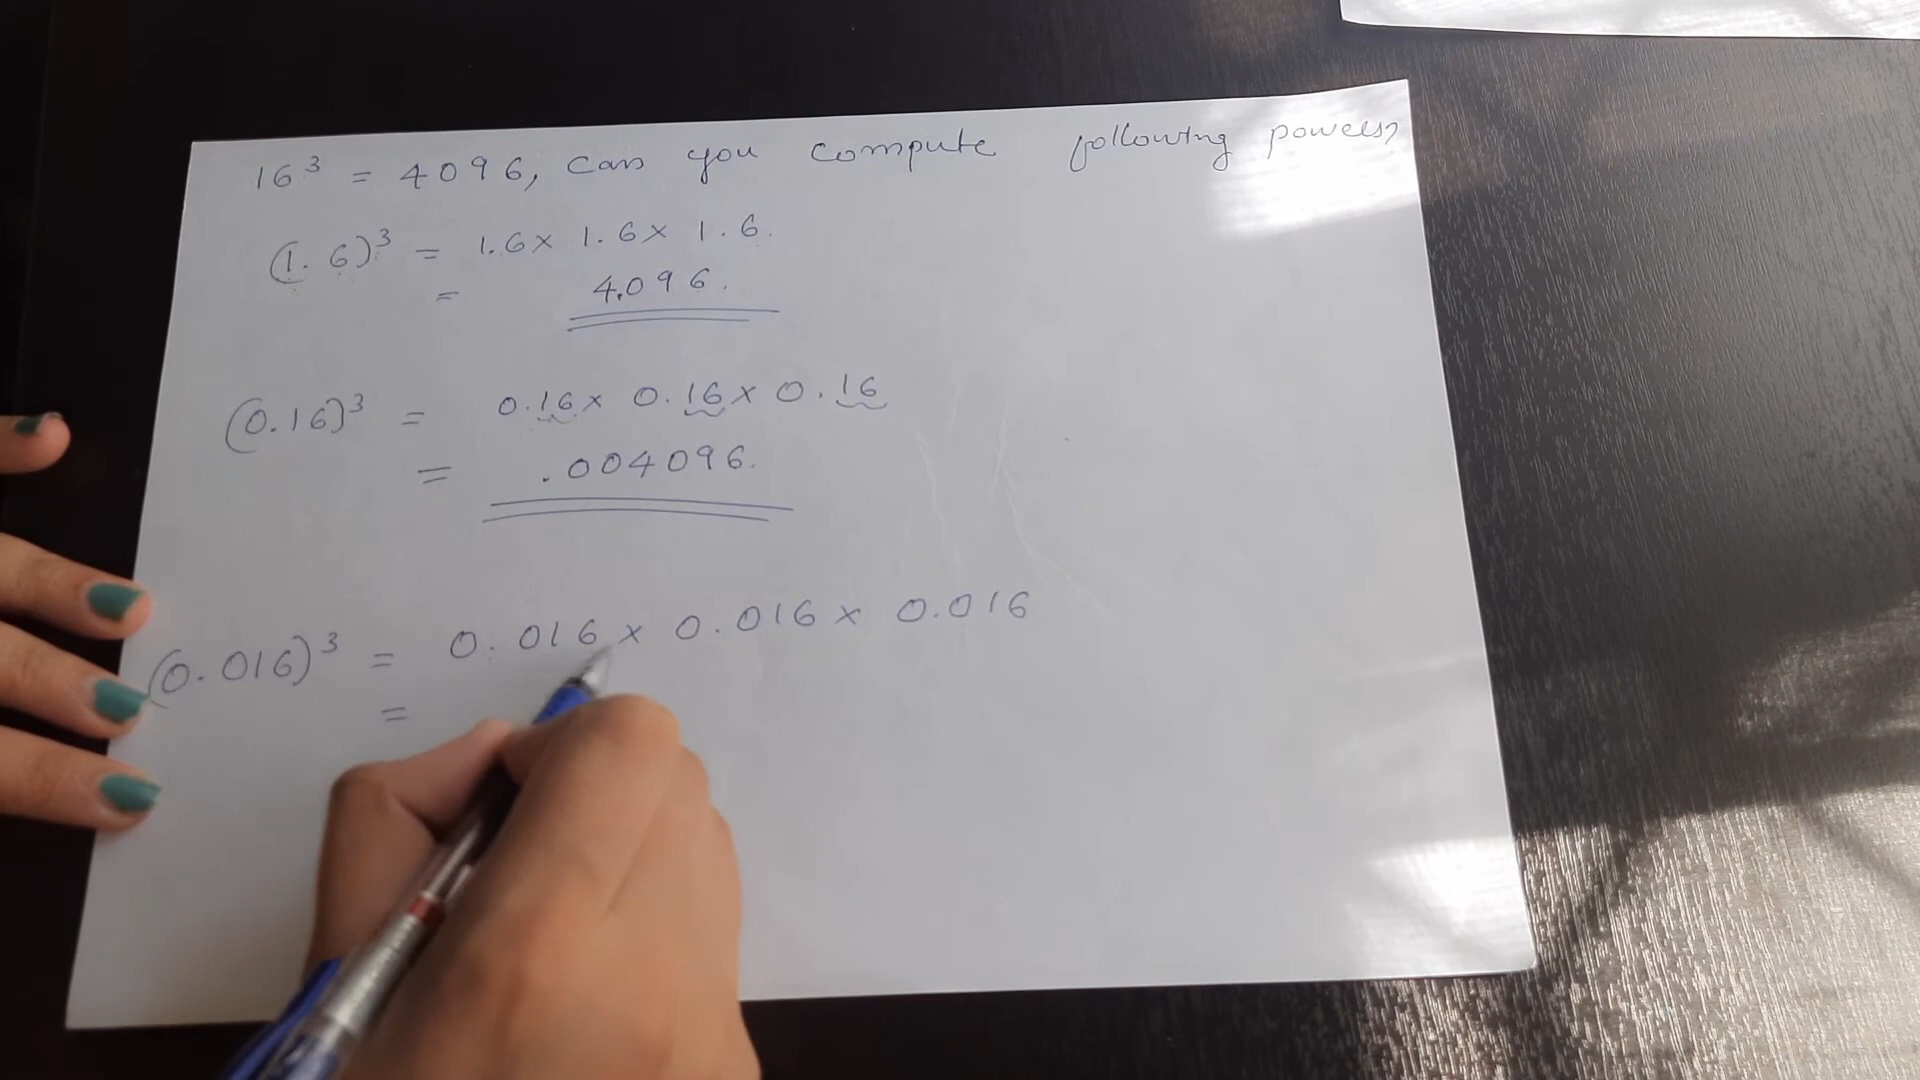 16³ = 4096, can you compute following powers?
(1.6)³ = 1.6 × 1.6 × 1.6.
= 4.096.
(0.16)³ = 0.16 × 0.16 × 0.16
= .004096.
(0.016)³ = 0.016 × 0.016 × 0.016
=